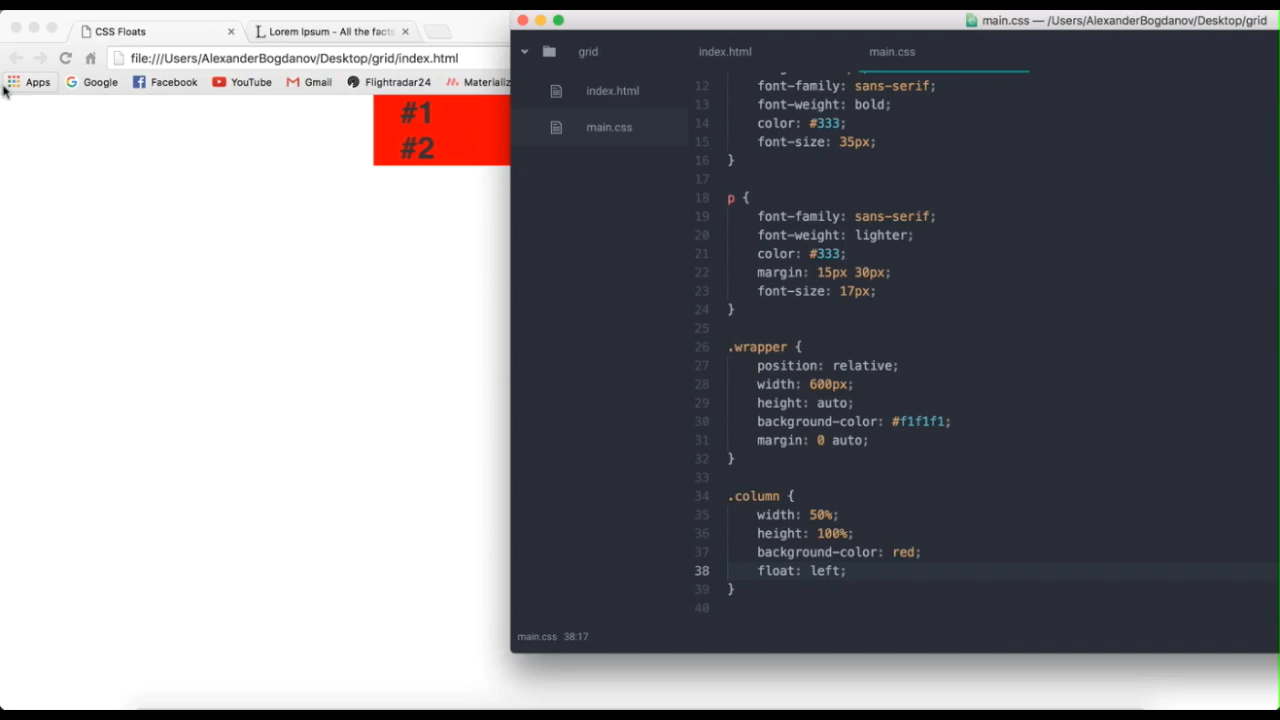 CSS Floats
Lorem Ipsum - All the facts
file:///Users/AlexanderBogdanov/Desktop/grid/index.html
Apps Google Facebook YouTube Gmail Flightradar24 Materializ
#1
#2
main.css — /Users/AlexanderBogdanov/Desktop/grid
grid
index.html
main.css
index.html main.css
12 font-family: sans-serif;
13 font-weight: bold;
14 color: #333;
15 font-size: 35px;
16 }
17
18 p {
19 font-family: sans-serif;
20 font-weight: lighter;
21 color: #333;
22 margin: 15px 30px;
23 font-size: 17px;
24 }
25
26 .wrapper {
27 position: relative;
28 width: 600px;
29 height: auto;
30 background-color: #f1f1f1;
31 margin: 0 auto;
32 }
33
34 .column {
35 width: 50%;
36 height: 100%;
37 background-color: red;
38 float: left;
39 }
40
main.css 38:17